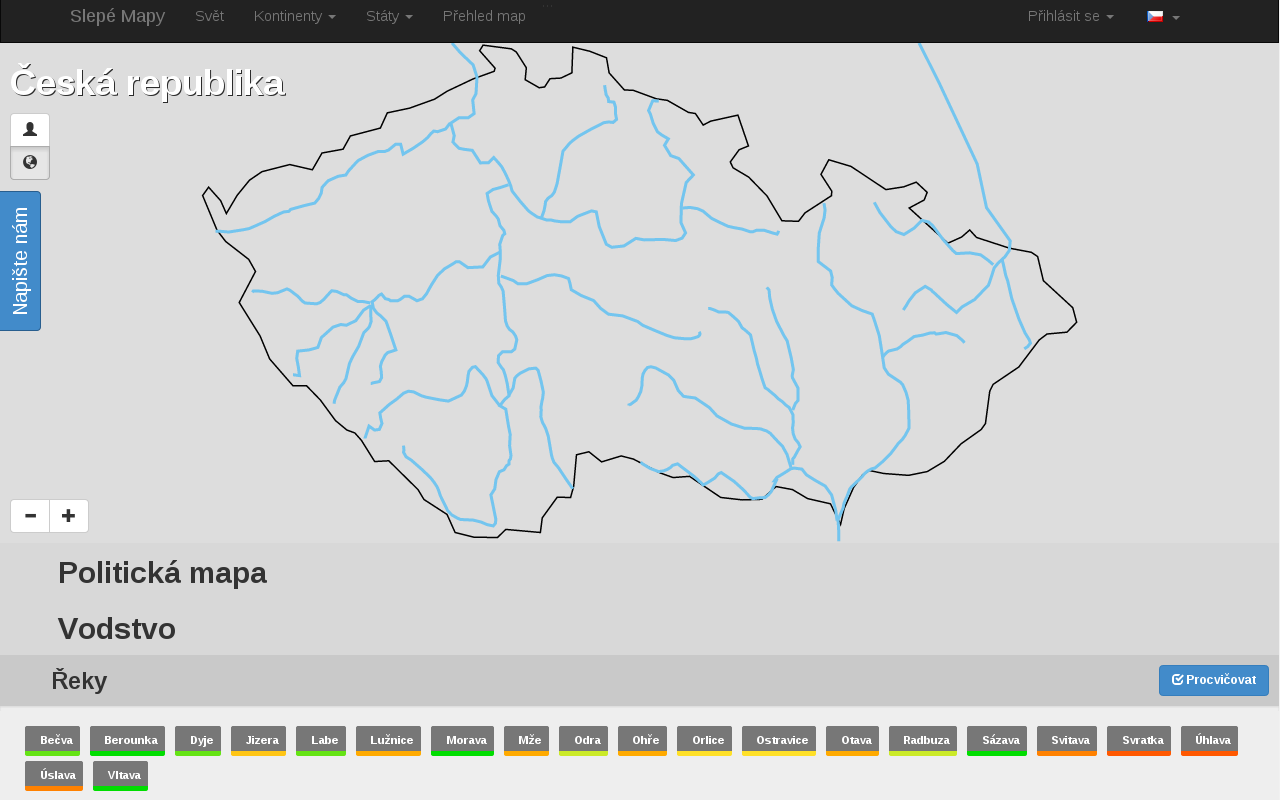 Slepé Mapy Svět Kontinenty Státy Přehled map ... Přihlásit se
Česká republika
Napište nám
Politická mapa
Vodstvo
Řeky Procvičovat
Bečva Berounka Dyje Jizera Labe Lužnice Morava Mže Odra Ohře Orlice Ostravice Otava Radbuza Sázava Svitava Svratka Úhlava
Úslava Vltava